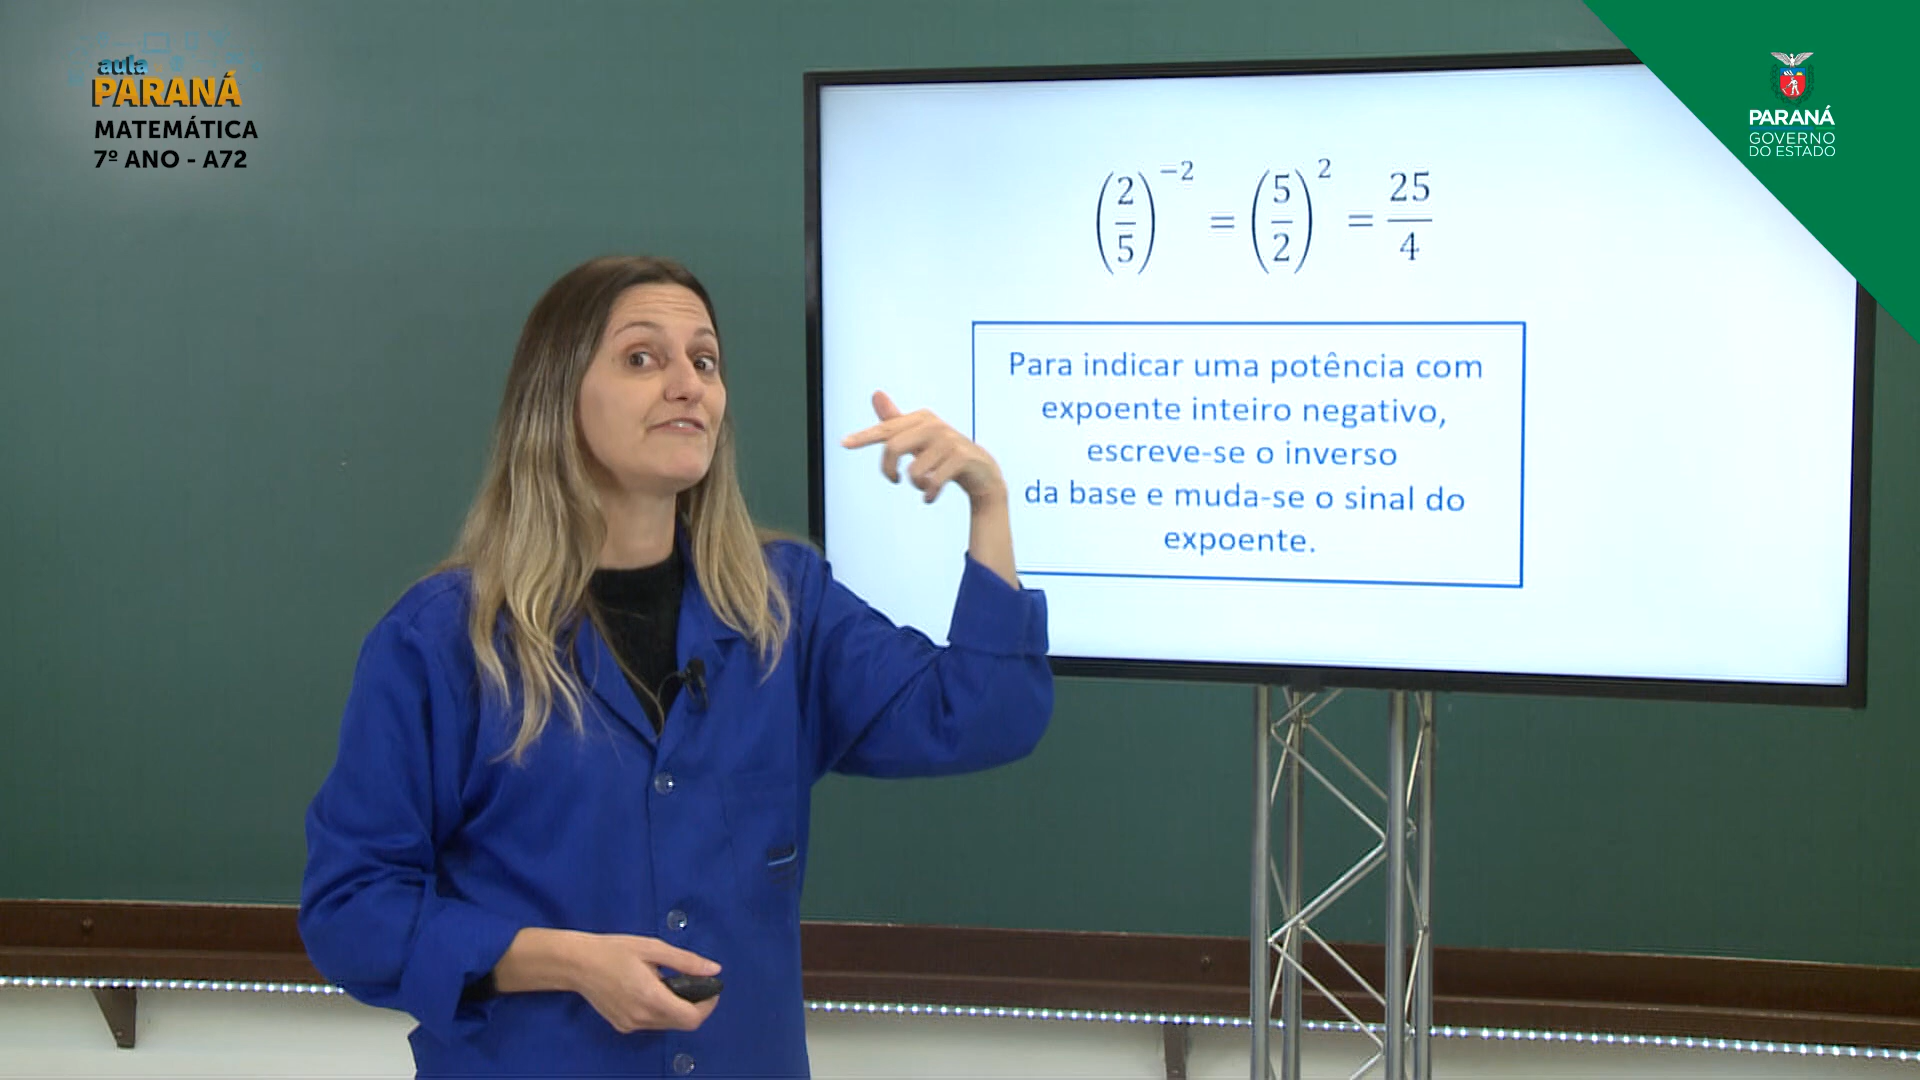 aula
PARANÁ
MATEMÁTICA
7º ANO - A72
PARANÁ
GOVERNO
DO ESTADO
(2/5)⁻² = (5/2)² = 25/4
Para indicar uma potência com
expoente inteiro negativo,
escreve-se o inverso
da base e muda-se o sinal do
expoente.